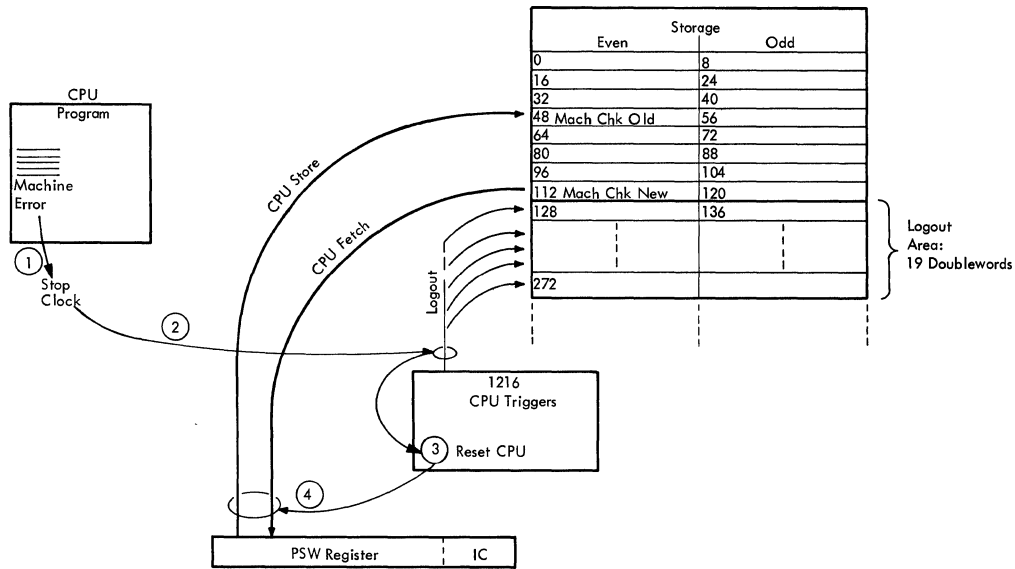 Storage
Even Odd
0 8
16 24
32 40
48 Mach Chk Old 56
64 72
80 88
96 104
112 Mach Chk New 120
128 136
272
Logout
Area:
19 Doublewords
CPU
Program
Machine
Error
1
Stop
Clock
2
CPU Store
CPU Fetch
Logout
1216
CPU Triggers
3 Reset CPU
4
PSW Register IC